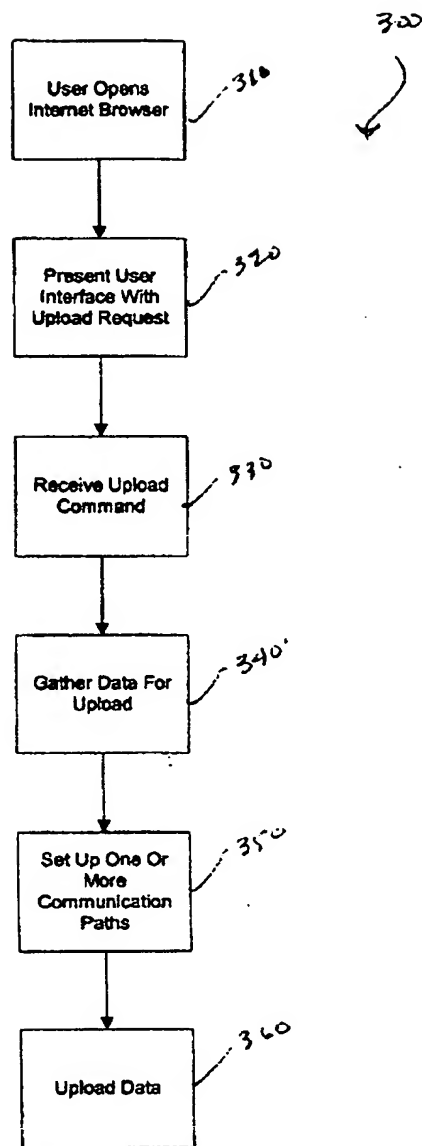 300
User Opens
Internet Browser
310
Present User
Interface With
Upload Request
320
Receive Upload
Command
330
Gather Data For
Upload
340
Set Up One Or
More
Communication
Paths
350
Upload Data
360